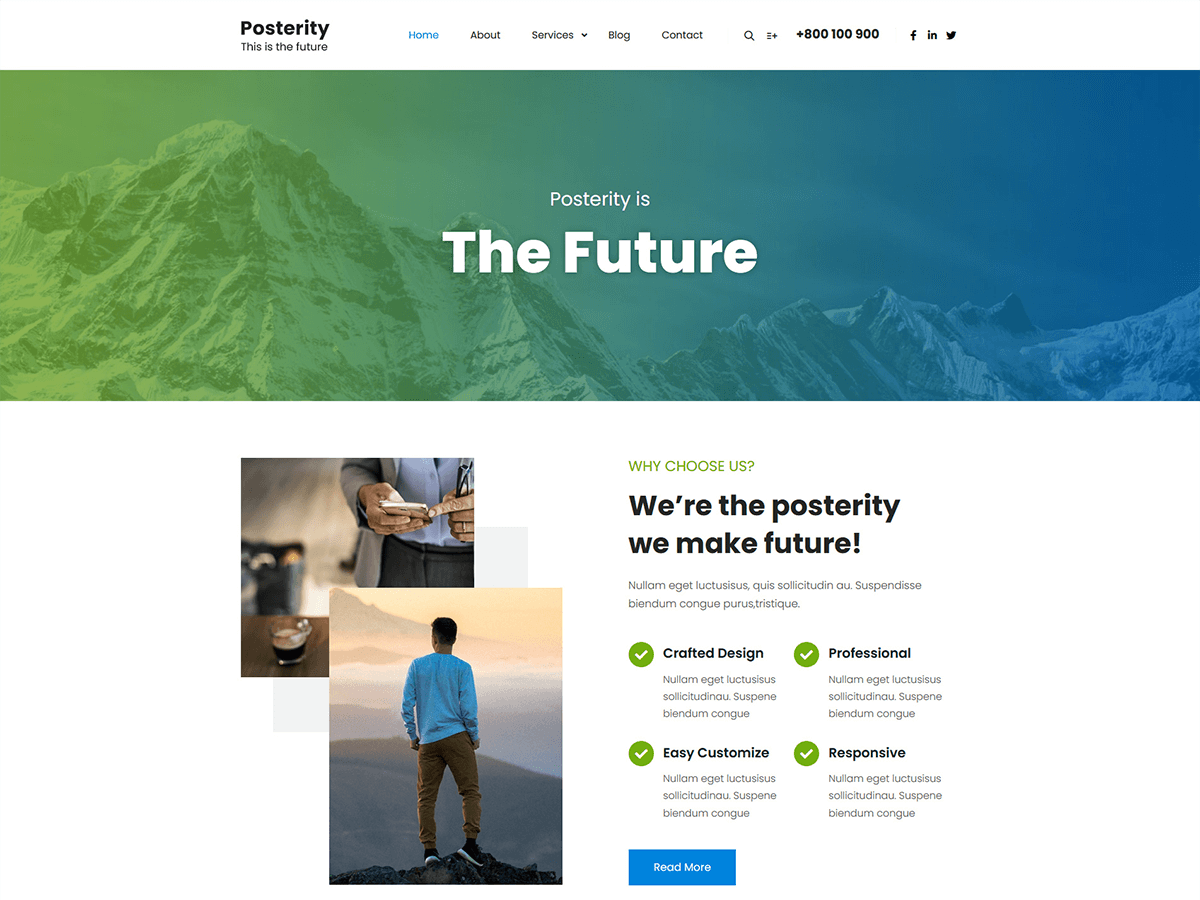 Posterity
This is the future
Home About Services Blog Contact +800 100 900
Posterity is
The Future
WHY CHOOSE US?
We’re the posterity
we make future!
Nullam eget luctusisus, quis sollicitudin au. Suspendisse
biendum congue purus,tristique.
Crafted Design
Nullam eget luctusisus
sollicitudinau. Suspene
biendum congue
Professional
Nullam eget luctusisus
sollicitudinau. Suspene
biendum congue
Easy Customize
Nullam eget luctusisus
sollicitudinau. Suspene
biendum congue
Responsive
Nullam eget luctusisus
sollicitudinau. Suspene
biendum congue
Read More